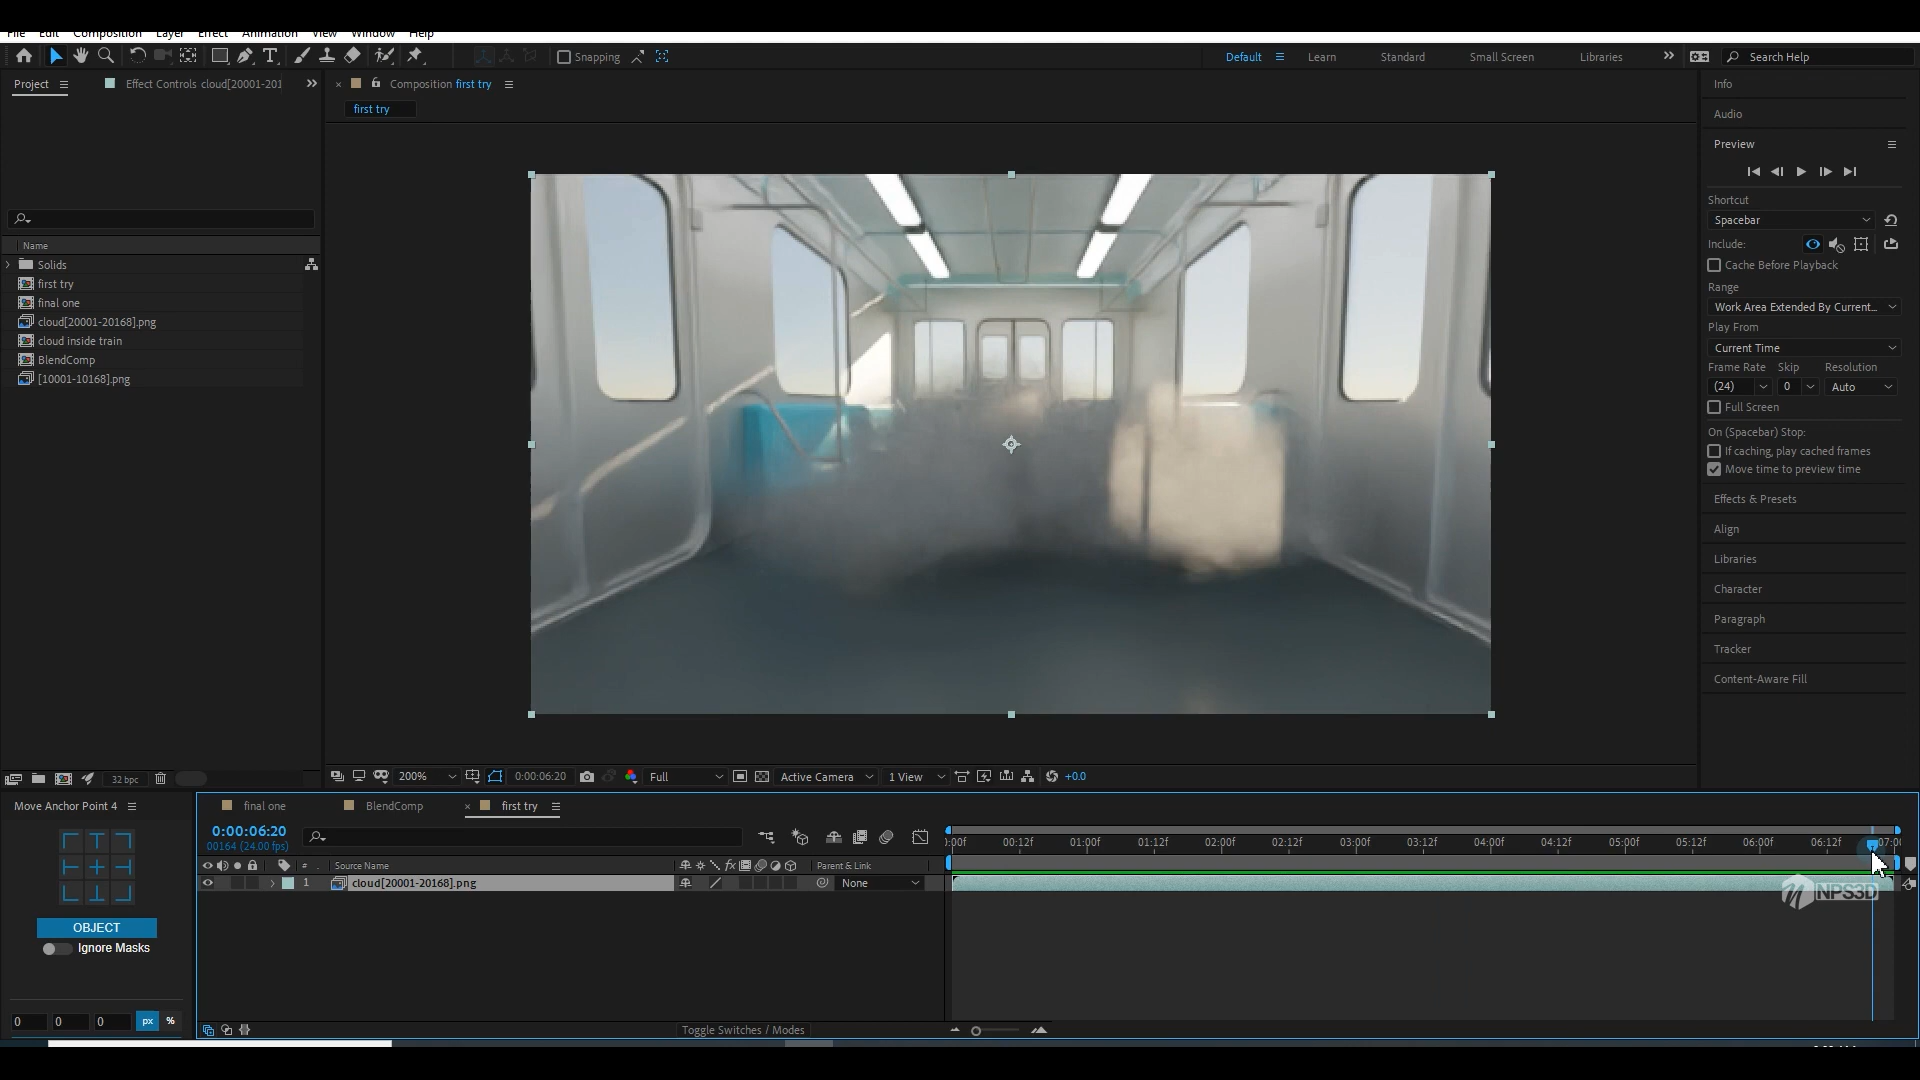 File Edit Composition Layer Effect Animation View Window Help
Snapping
Default
Learn
Standard
Small Screen
Libraries
Search Help
Project
Effect Controls cloud[20001-201
Composition first try
first try
Name
Solids
first try
final one
cloud[20001-20168].png
cloud inside train
BlendComp
[10001-10168].png
32 bpc
200%
0:00:06:20
Full
Active Camera
1 View
+0.0
Info
Audio
Preview
Shortcut
Spacebar
Include:
Cache Before Playback
Range
Work Area Extended By Current...
Play From
Current Time
Frame Rate Skip Resolution
(24) 0 Auto
Full Screen
On (Spacebar) Stop:
If caching, play cached frames
Move time to preview time
Effects & Presets
Align
Libraries
Character
Paragraph
Tracker
Content-Aware Fill
Move Anchor Point 4
OBJECT
Ignore Masks
0 0 0 px %
final one
BlendComp
first try
0:00:06:20
00164 (24.00 fps)
# Source Name
Parent & Link
1 cloud[20001-20168].png
None
:00f 00:12f 01:00f 01:12f 02:00f 02:12f 03:00f 03:12f 04:00f 04:12f 05:00f 05:12f 06:00f 06:12f 07:00
NPS3D
Toggle Switches / Modes